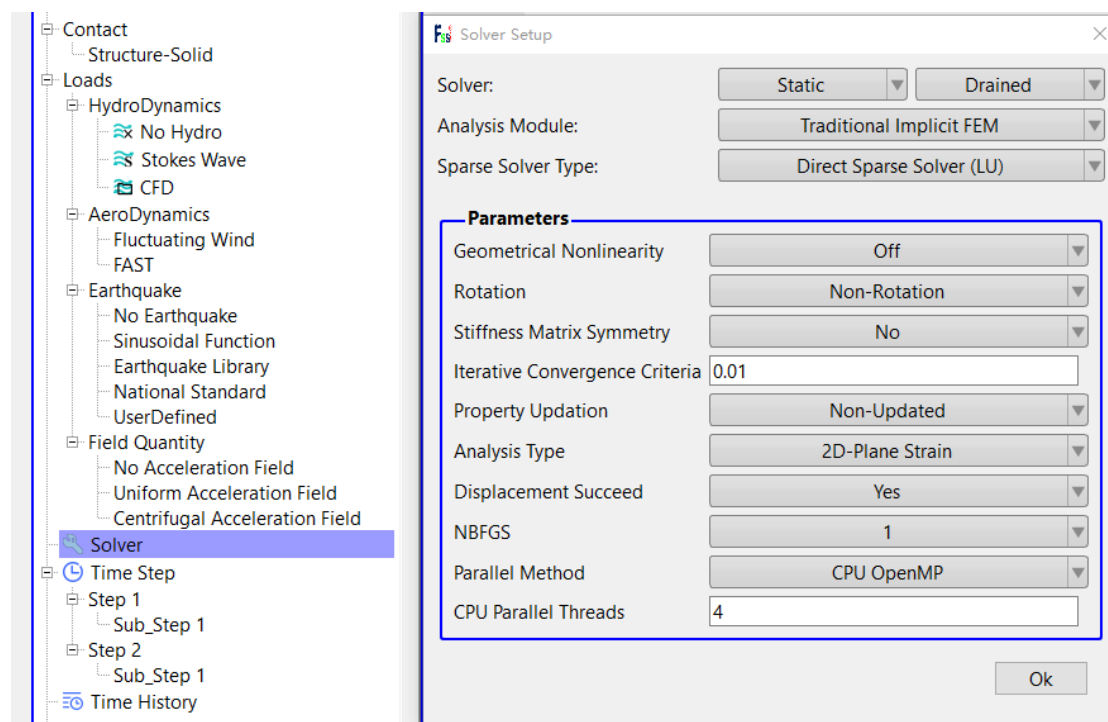 Contact
Structure-Solid
Loads
HydroDynamics
No Hydro
Stokes Wave
CFD
AeroDynamics
Fluctuating Wind
FAST
Earthquake
No Earthquake
Sinusoidal Function
Earthquake Library
National Standard
UserDefined
Field Quantity
No Acceleration Field
Uniform Acceleration Field
Centrifugal Acceleration Field
Solver
Time Step
Step 1
Sub_Step 1
Step 2
Sub_Step 1
Time History
Solver Setup
Solver: Static Drained
Analysis Module: Traditional Implicit FEM
Sparse Solver Type: Direct Sparse Solver (LU)
Parameters
Geometrical Nonlinearity Off
Rotation Non-Rotation
Stiffness Matrix Symmetry No
Iterative Convergence Criteria 0.01
Property Updation Non-Updated
Analysis Type 2D-Plane Strain
Displacement Succeed Yes
NBFGS 1
Parallel Method CPU OpenMP
CPU Parallel Threads 4
Ok